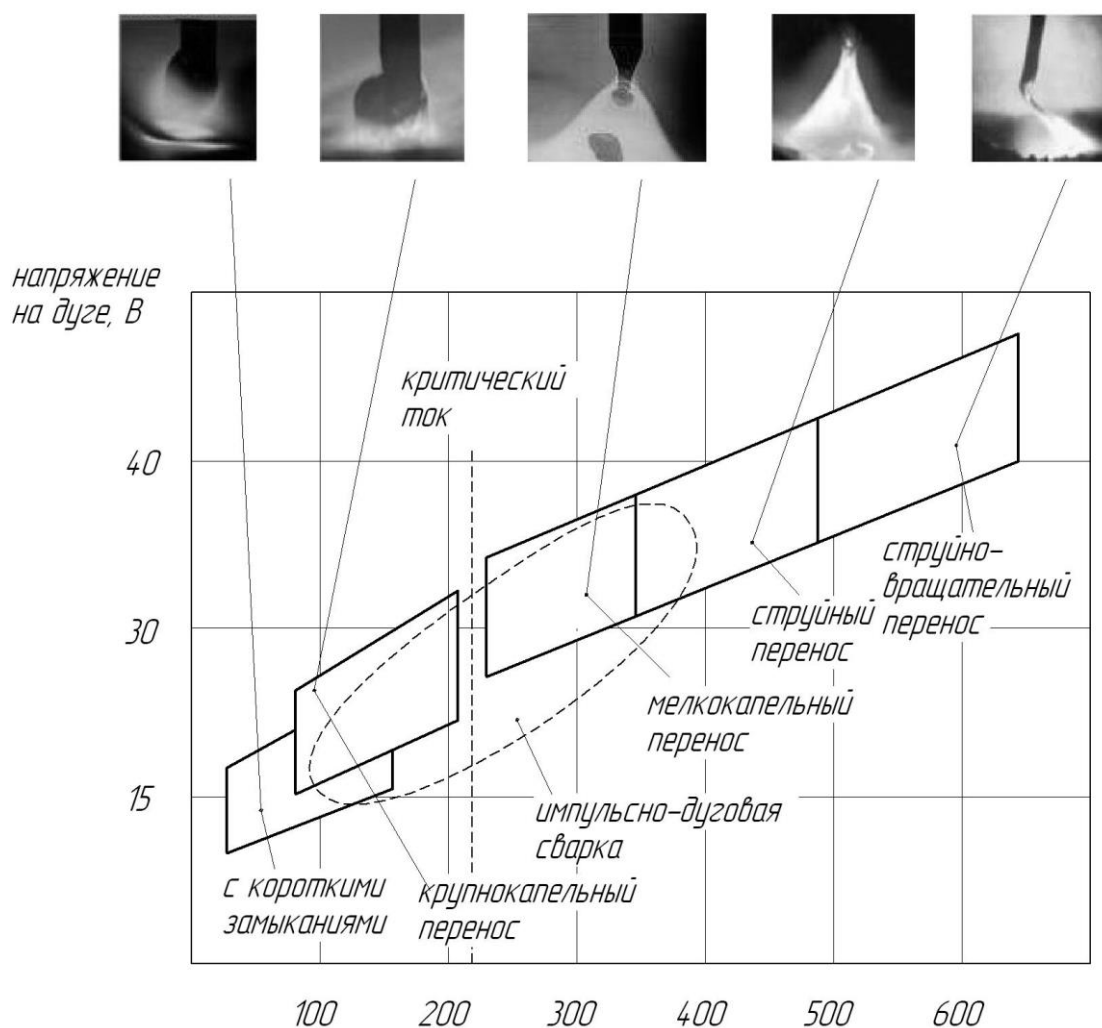 напряжение
на дуге, В
критический
ток
40
30
15
струйно-
вращательный
перенос
струйный
перенос
мелкокапельный
перенос
импульсно-дуговая
сварка
с короткими
замыканиями
крупнокапельный
перенос
100 200 300 400 500 600